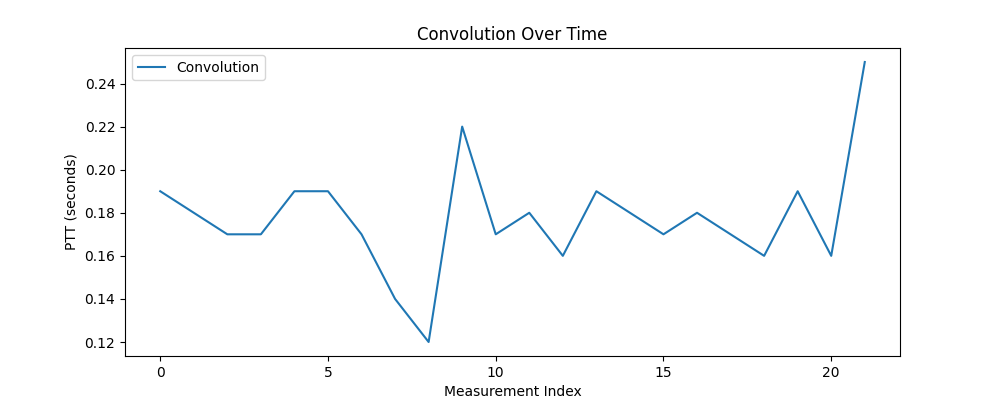 Convolution Over Time
Convolution
PTT (seconds)
0.24
0.22
0.20
0.18
0.16
0.14
0.12
0 5 10 15 20
Measurement Index